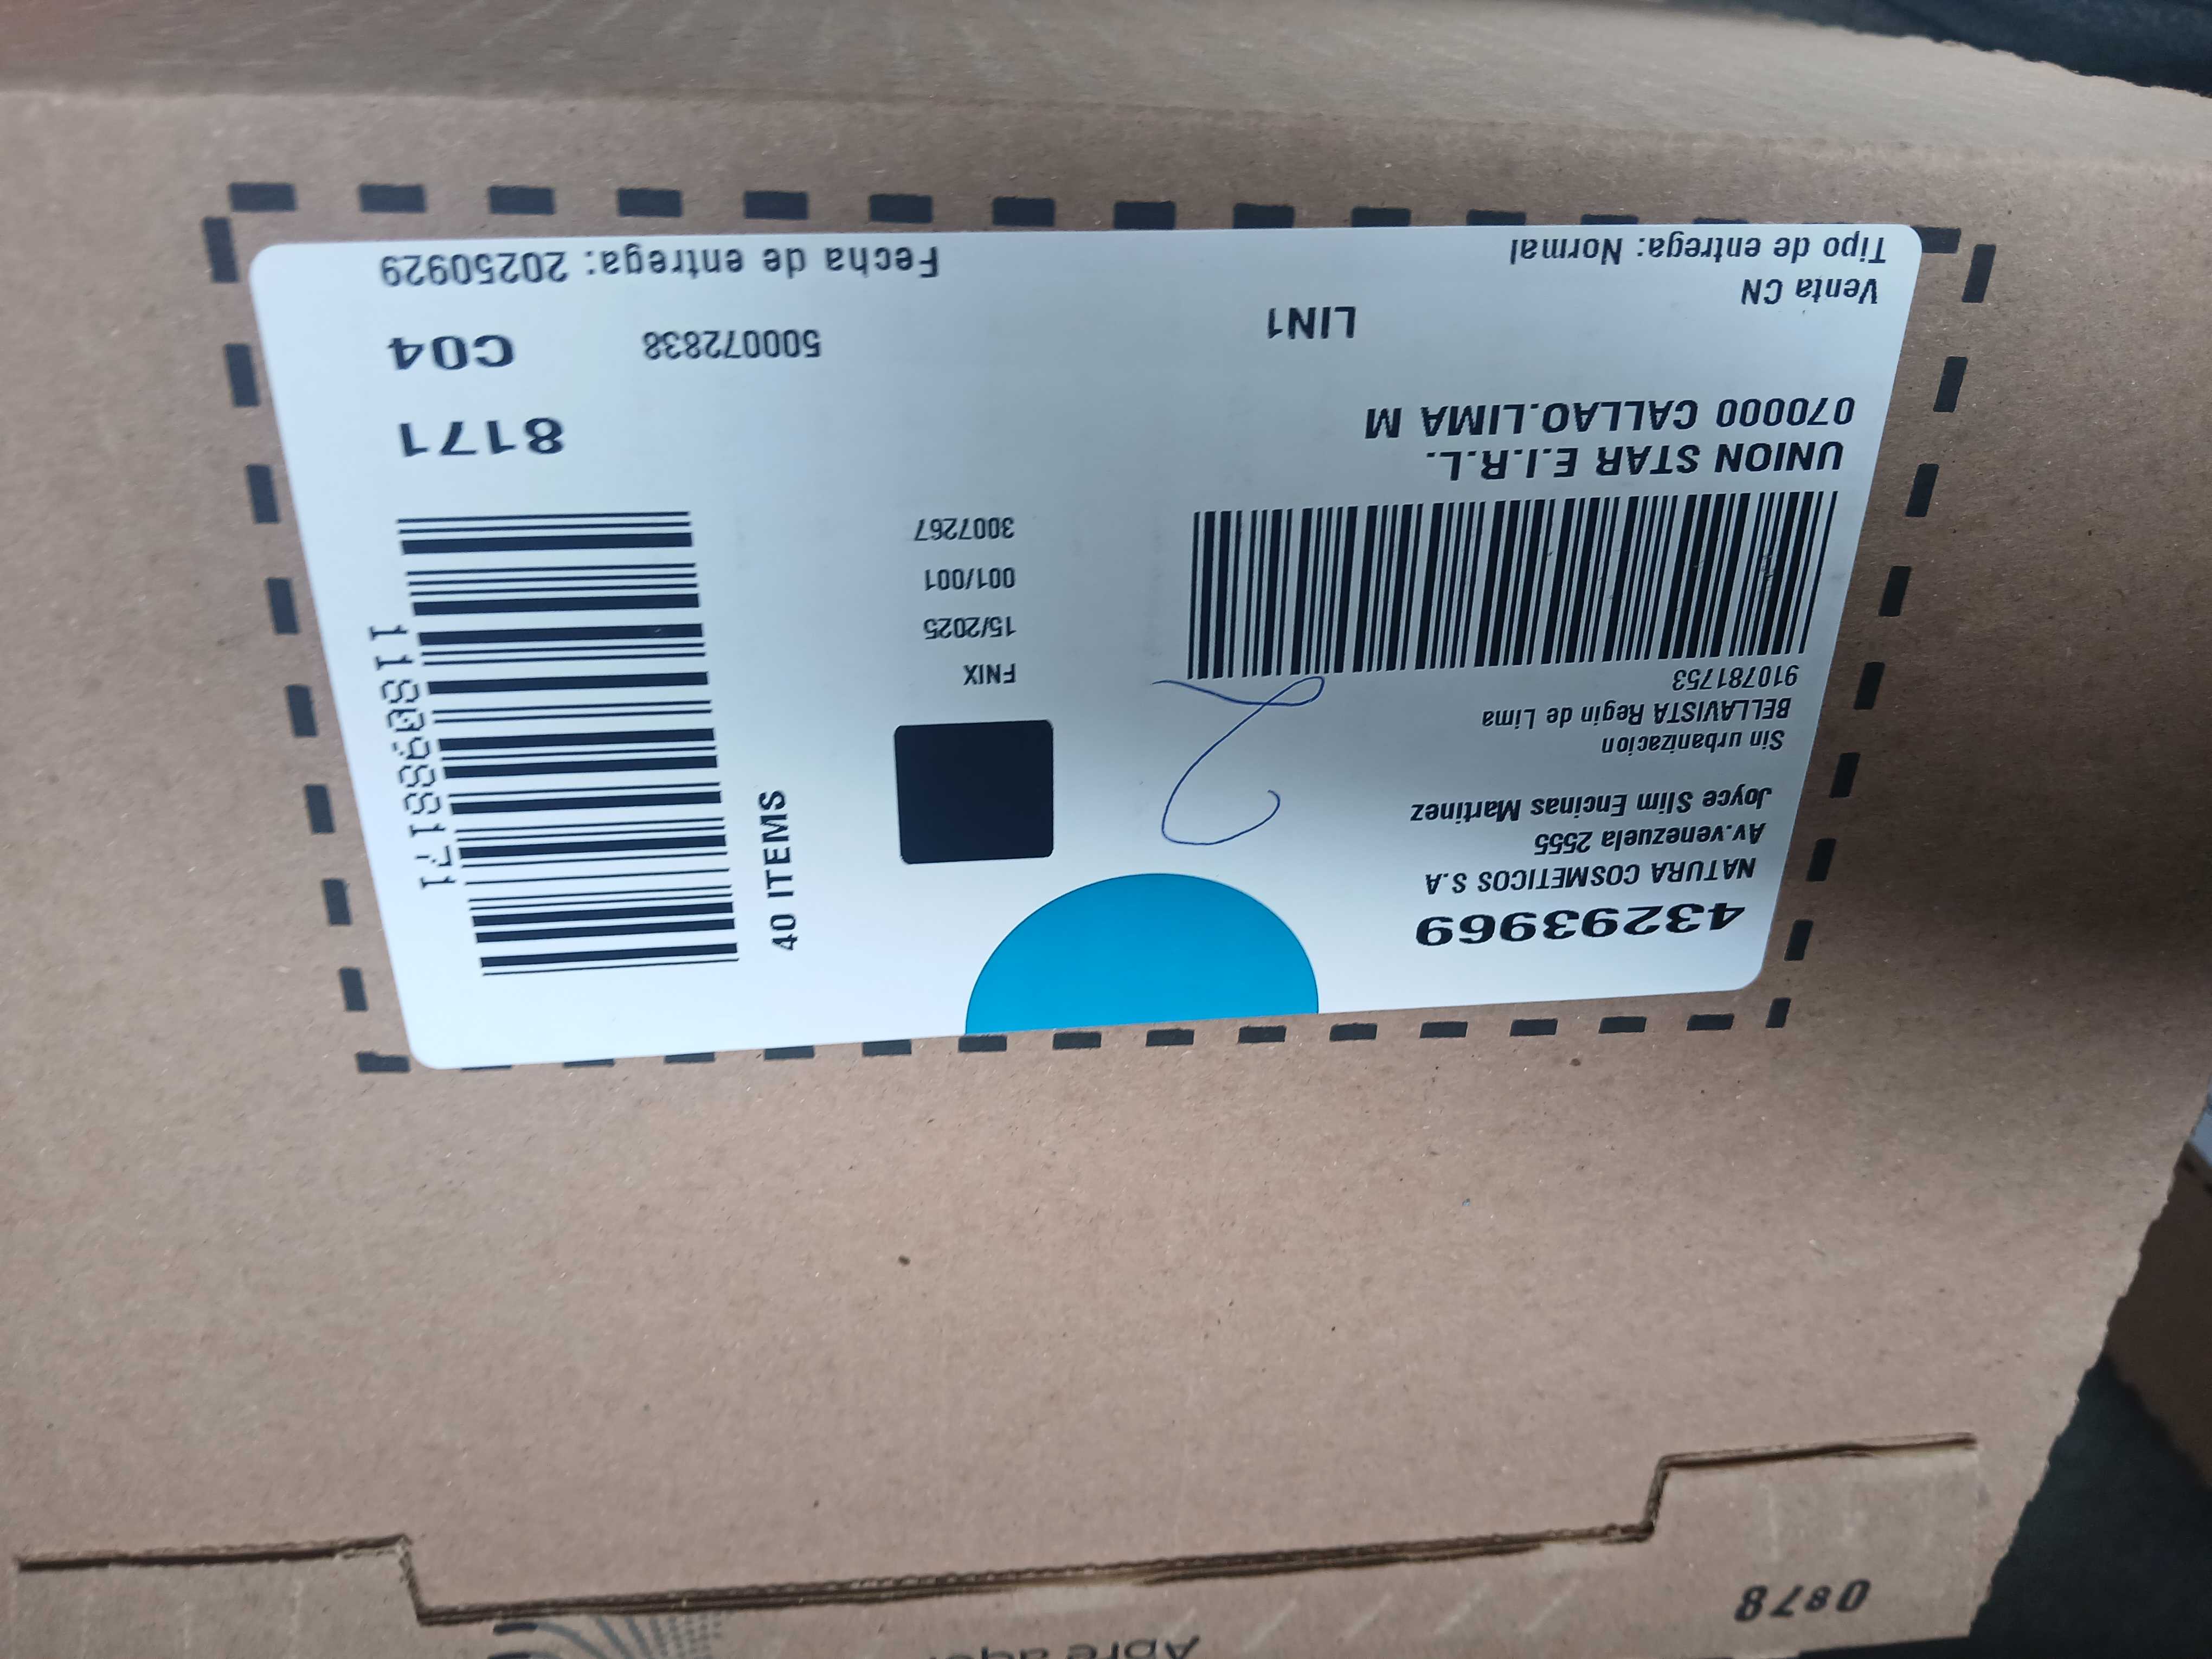 43293969
NATURA COSMETICOS S.A
Av.venezuela 2555
Joyce Slim Encinas Martinez
Sin urbanizacion
BELLAVISTA Regin de Lima
910781753
UNION STAR E.I.R.L.
070000 CALLAO.LIMA M
LIN1
Venta CN
Tipo de entrega: Normal
2
FNIX
15/2025
001/001
3007267
40 ITEMS
8171
500072838
C04
Fecha de entrega: 20250929
0878